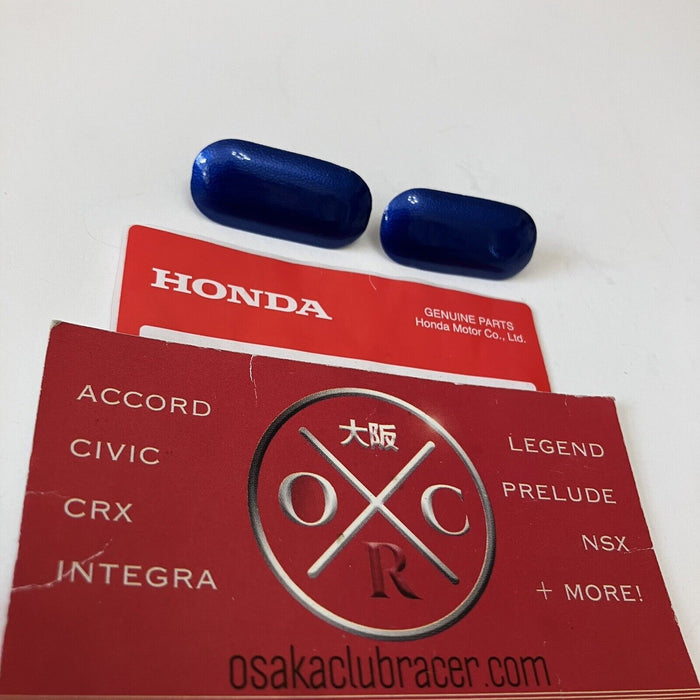 HONDA
GENUINE PARTS
Honda Motor Co., Ltd.
ACCORD
CIVIC
CRX
INTEGRA
大阪
O C
R
LEGEND
PRELUDE
NSX
+ MORE!
osakaclubracer.com